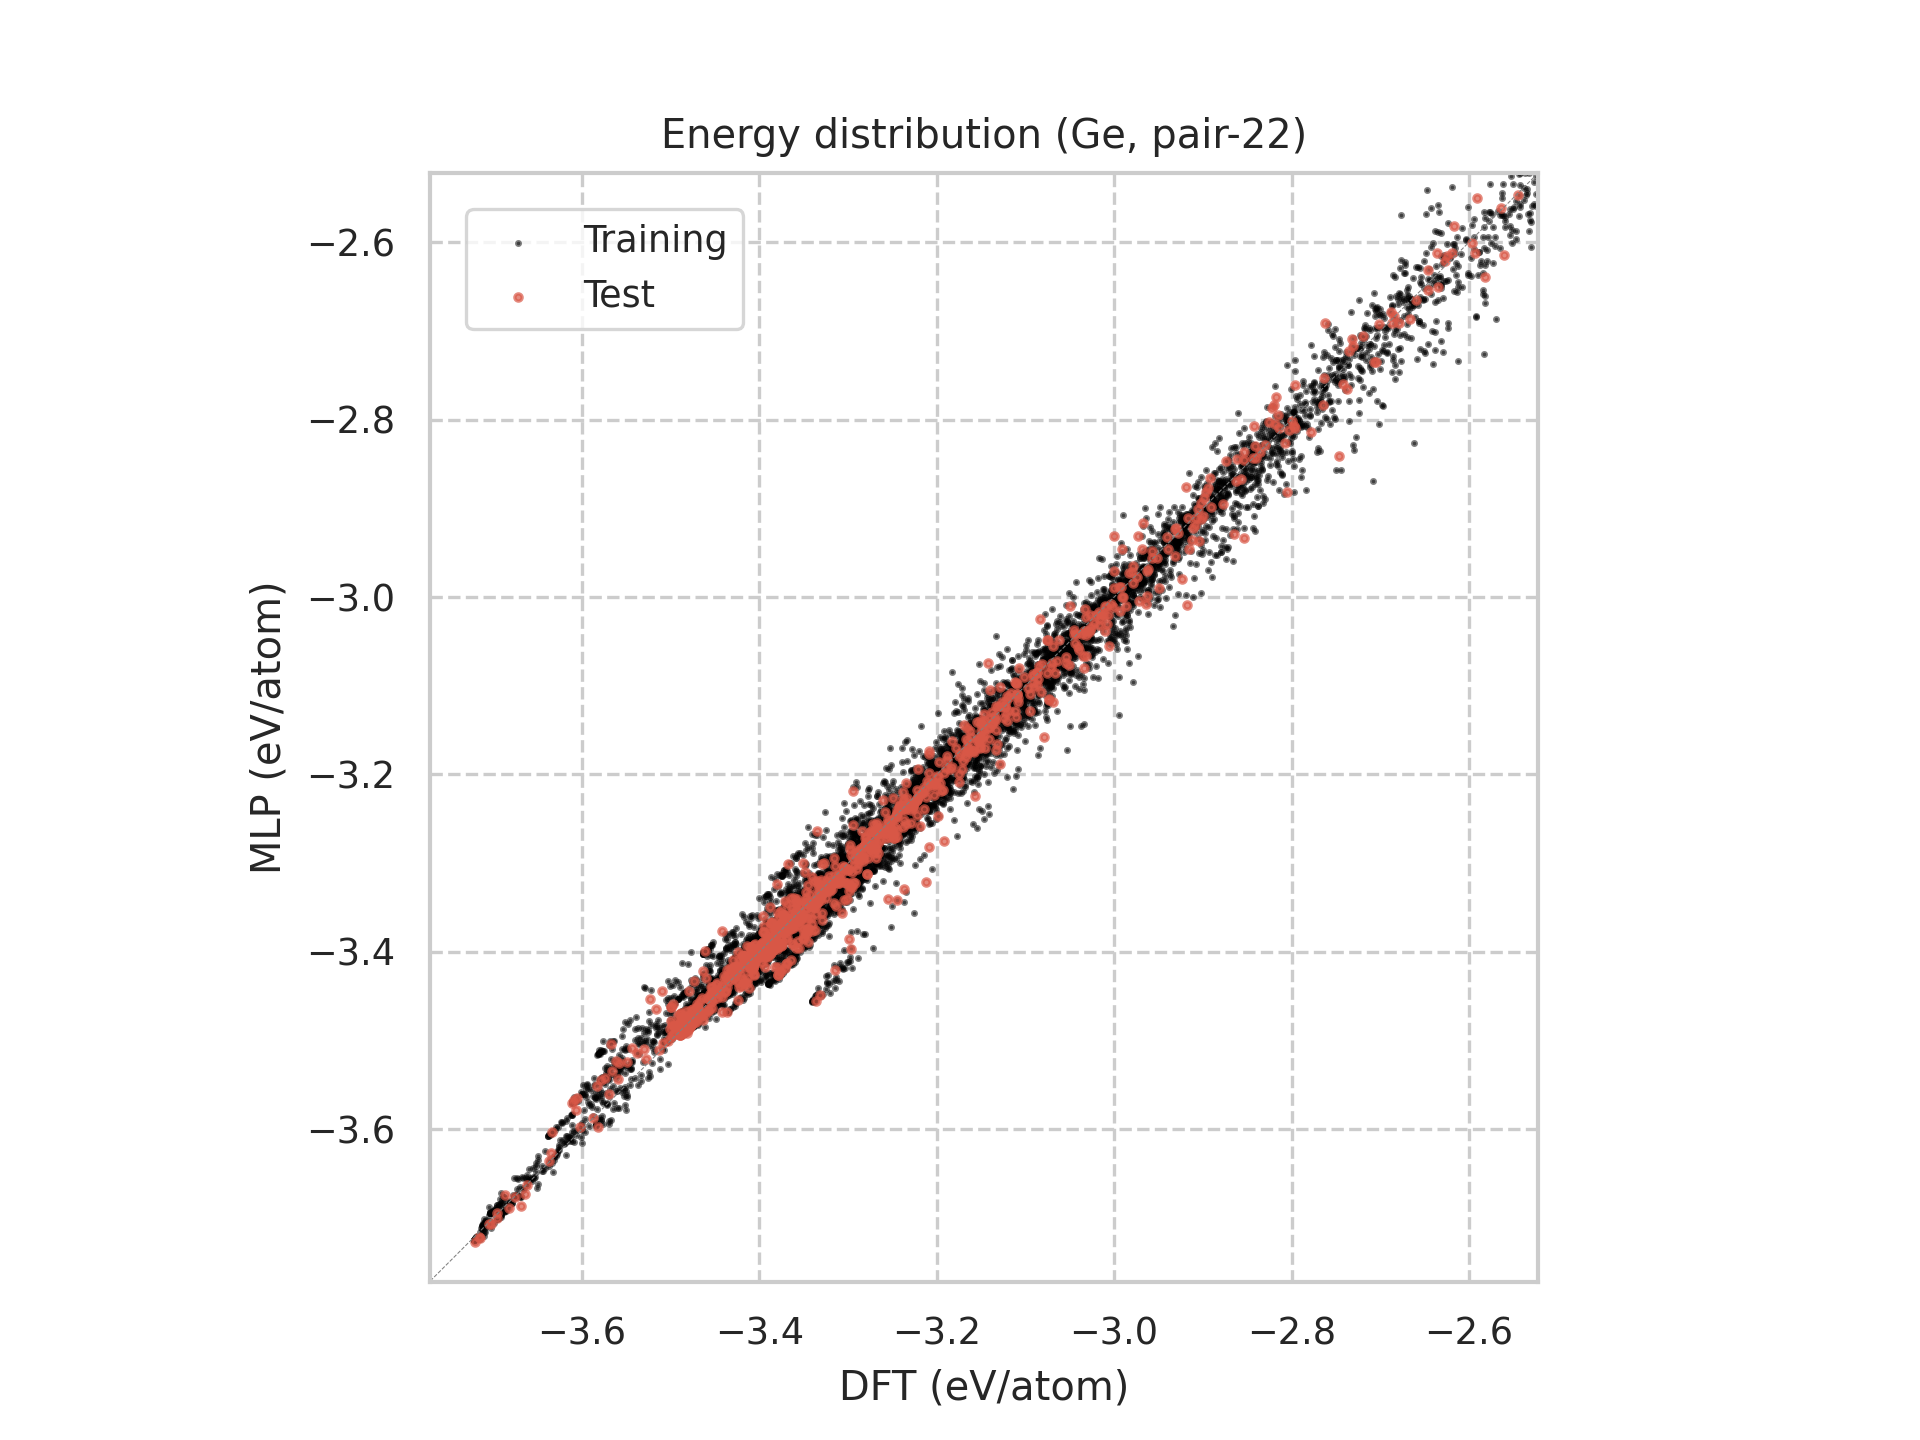 Energy distribution (Ge, pair-22)
Training
Test
MLP (eV/atom)
−2.6
−2.8
−3.0
−3.2
−3.4
−3.6
−3.6 −3.4 −3.2 −3.0 −2.8 −2.6
DFT (eV/atom)